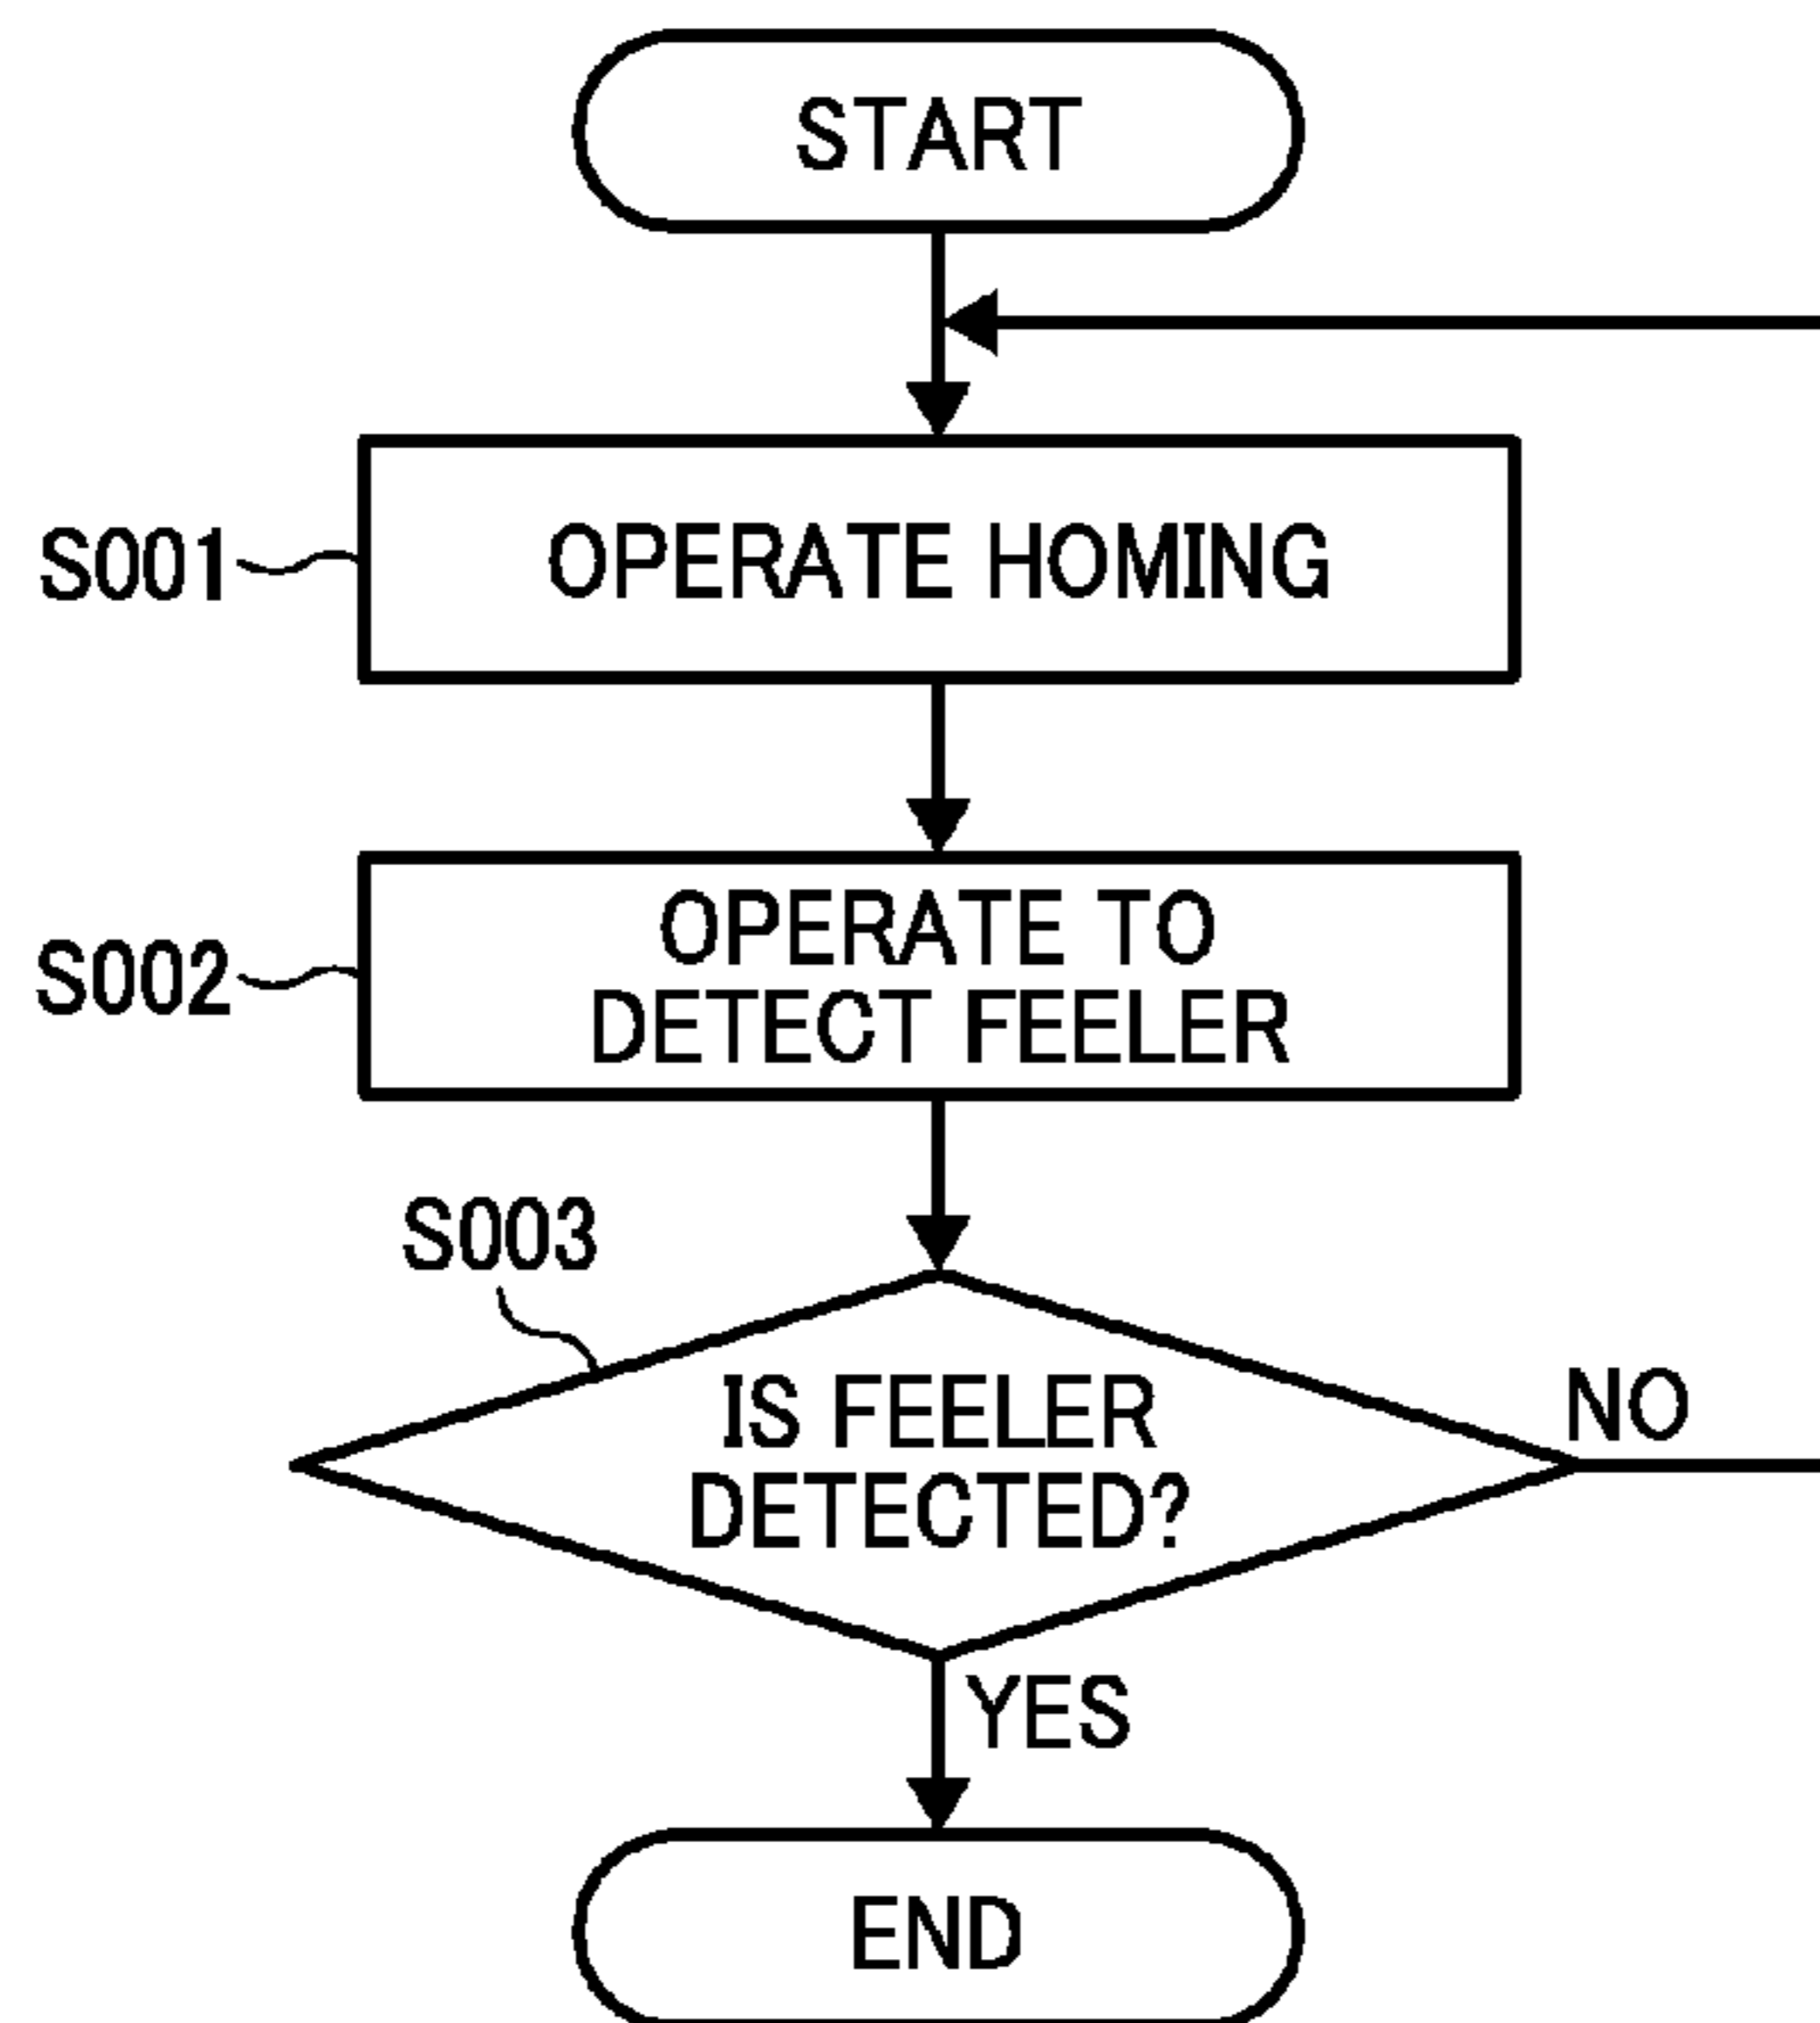 START
S001
OPERATE HOMING
S002
OPERATE TO
DETECT FEELER
S003
IS FEELER
DETECTED?
NO
YES
END